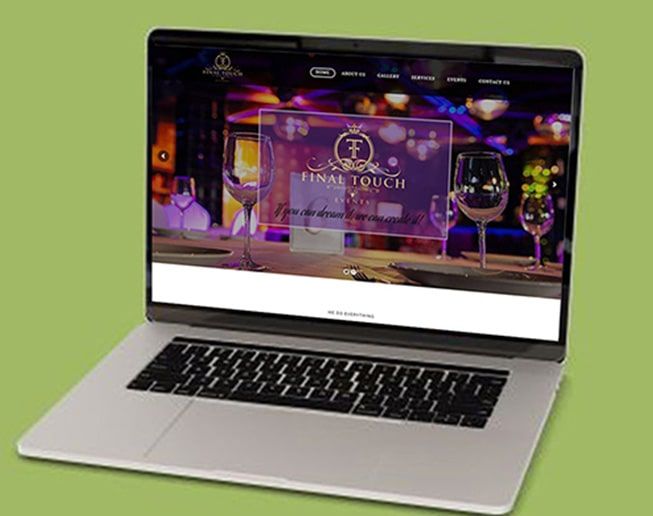 FINAL TOUCH
HOME ABOUT US GALLERY SERVICES EVENTS CONTACT US
FINAL TOUCH
EVENTS
If you can dream it, we can create it!
WE DO EVERYTHING